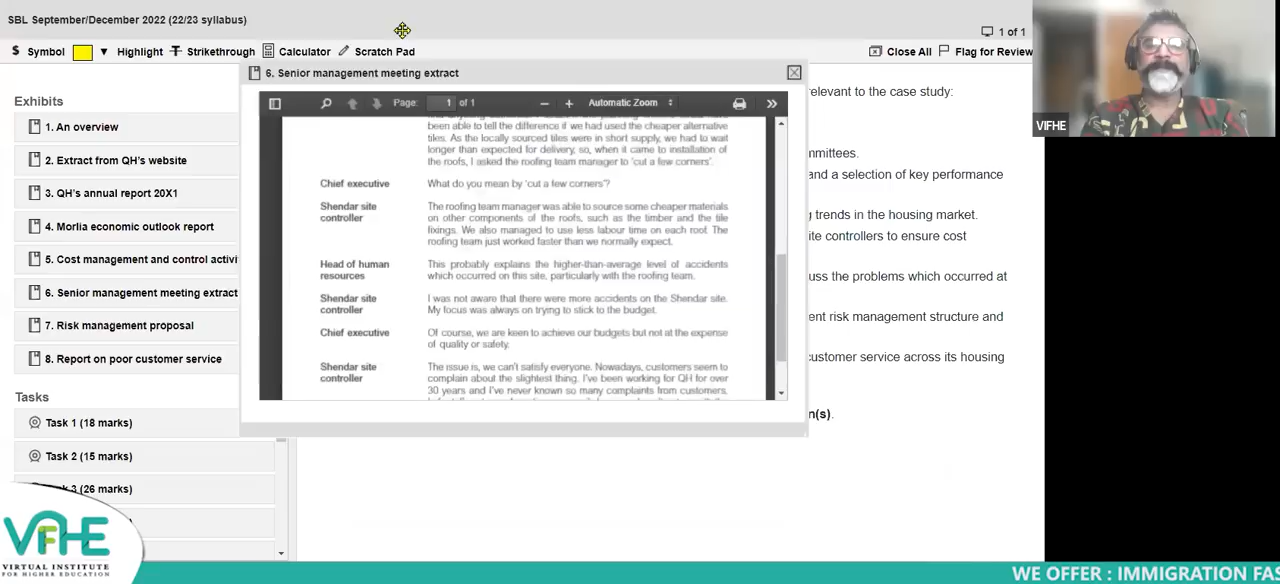 SBL September/December 2022 (22/23 syllabus)
1 of 1
$ Symbol Highlight Strikethrough Calculator Scratch Pad
Close All Flag for Review
6. Senior management meeting extract
Exhibits
1. An overview
2. Extract from QH's website
3. QH's annual report 20X1
4. Morlia economic outlook report
5. Cost management and control activi
6. Senior management meeting extract
7. Risk management proposal
8. Report on poor customer service
Tasks
Task 1 (18 marks)
Task 2 (15 marks)
(26 marks)
Page: 1 of 1
Automatic Zoom
been able to tell the difference if we had used the cheaper alternative
tiles. As the locally sourced tiles were in short supply, we had to wait
longer than expected for delivery, so, when it came to installation of
the roofs, I asked the roofing team manager to 'cut a few corners'.
Chief executive What do you mean by 'cut a few corners'?
Shendar site The roofing team manager was able to source some cheaper materials
controller on other components of the roofs, such as the timber and the tile
fixings. We also managed to use less labour time on each roof. The
roofing team just worked faster than we normally expect.
Head of human This probably explains the higher-than-average level of accidents
resources which occurred on this site, particularly with the roofing team.
Shendar site I was not aware that there were more accidents on the Shendar site.
controller My focus was always on trying to stick to the budget.
Chief executive Of course, we are keen to achieve our budgets but not at the expense
of quality or safety.
Shendar site The issue is, we can't satisfy everyone. Nowadays, customers seem to
controller complain about the slightest thing. I've been working for QH for over
30 years and I've never known so many complaints from customers.
relevant to the case study:
mmittees.
and a selection of key performance
g trends in the housing market.
ite controllers to ensure cost
uss the problems which occurred at
ent risk management structure and
customer service across its housing
n(s).
VIFHE
VIFHE
VIRTUAL INSTITUTE
FOR HIGHER EDUCATION
WE OFFER : IMMIGRATION FAS